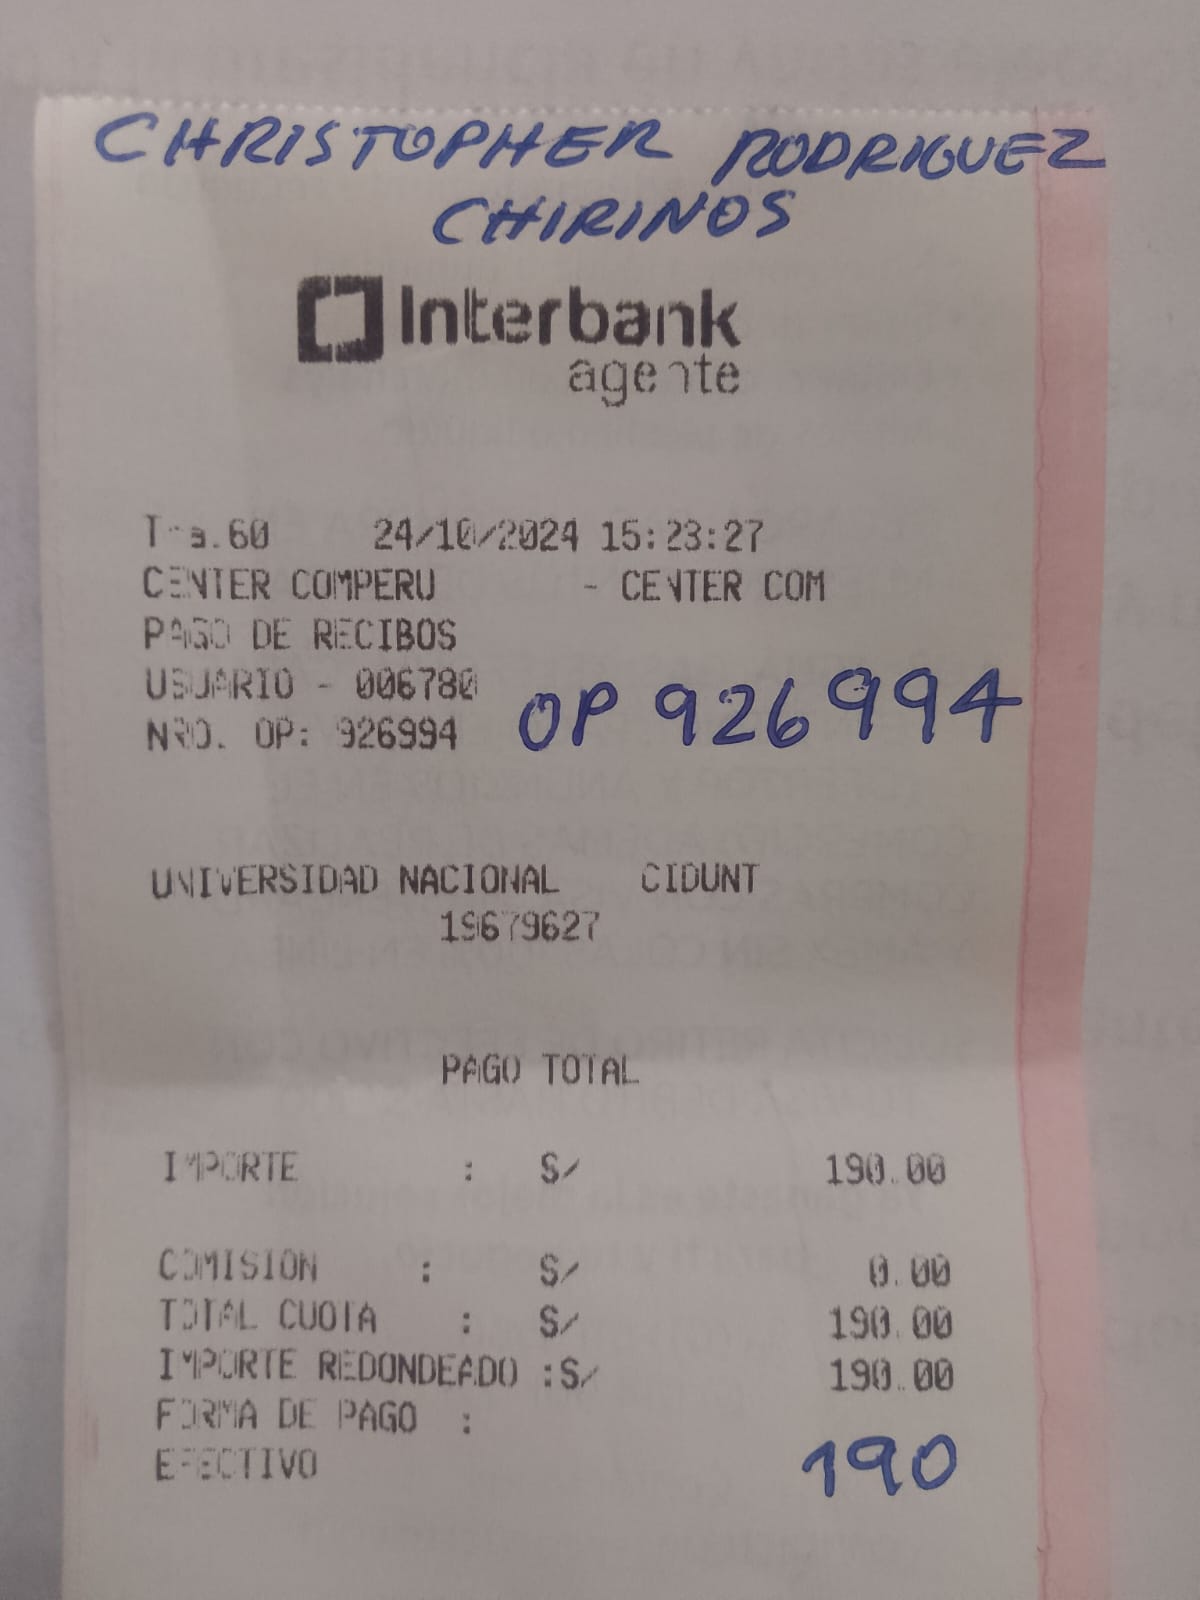 CHRISTOPHER RODRIGUEZ
CHIRINOS
Interbank
agente
Tra.60 24/10/2024 15:23:27
CENTER COMPERU - CENTER COM
PAGO DE RECIBOS
USUARIO - 006780
NRO. OP: 926994 OP 926994
UNIVERSIDAD NACIONAL CIDUNT
19679627
PAGO TOTAL
IMPORTE : S/ 190.00
COMISION : S/ 0.00
TOTAL CUOTA : S/ 190.00
IMPORTE REDONDEADO :S/ 190.00
FORMA DE PAGO :
EFECTIVO 190